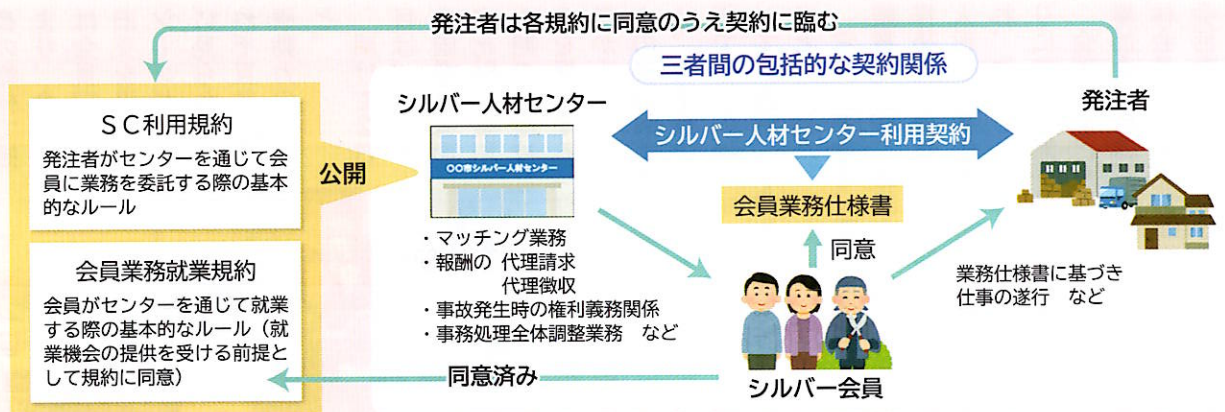 発注者は各規約に同意のうえ契約に臨む
三者間の包括的な契約関係
SC利用規約
発注者がセンターを通じて会
員に業務を委託する際の基本
的なルール
公開
会員業務就業規約
会員がセンターを通じて就業
する際の基本的なルール（就
業機会の提供を受ける前提と
して規約に同意）
シルバー人材センター
〇〇市シルバー人材センター
・マッチング業務
・報酬の 代理請求
代理徴収
・事故発生時の権利義務関係
・事務処理全体調整業務 など
シルバー人材センター利用契約
会員業務仕様書
同意
発注者
業務仕様書に基づき
仕事の遂行 など
同意済み
シルバー会員